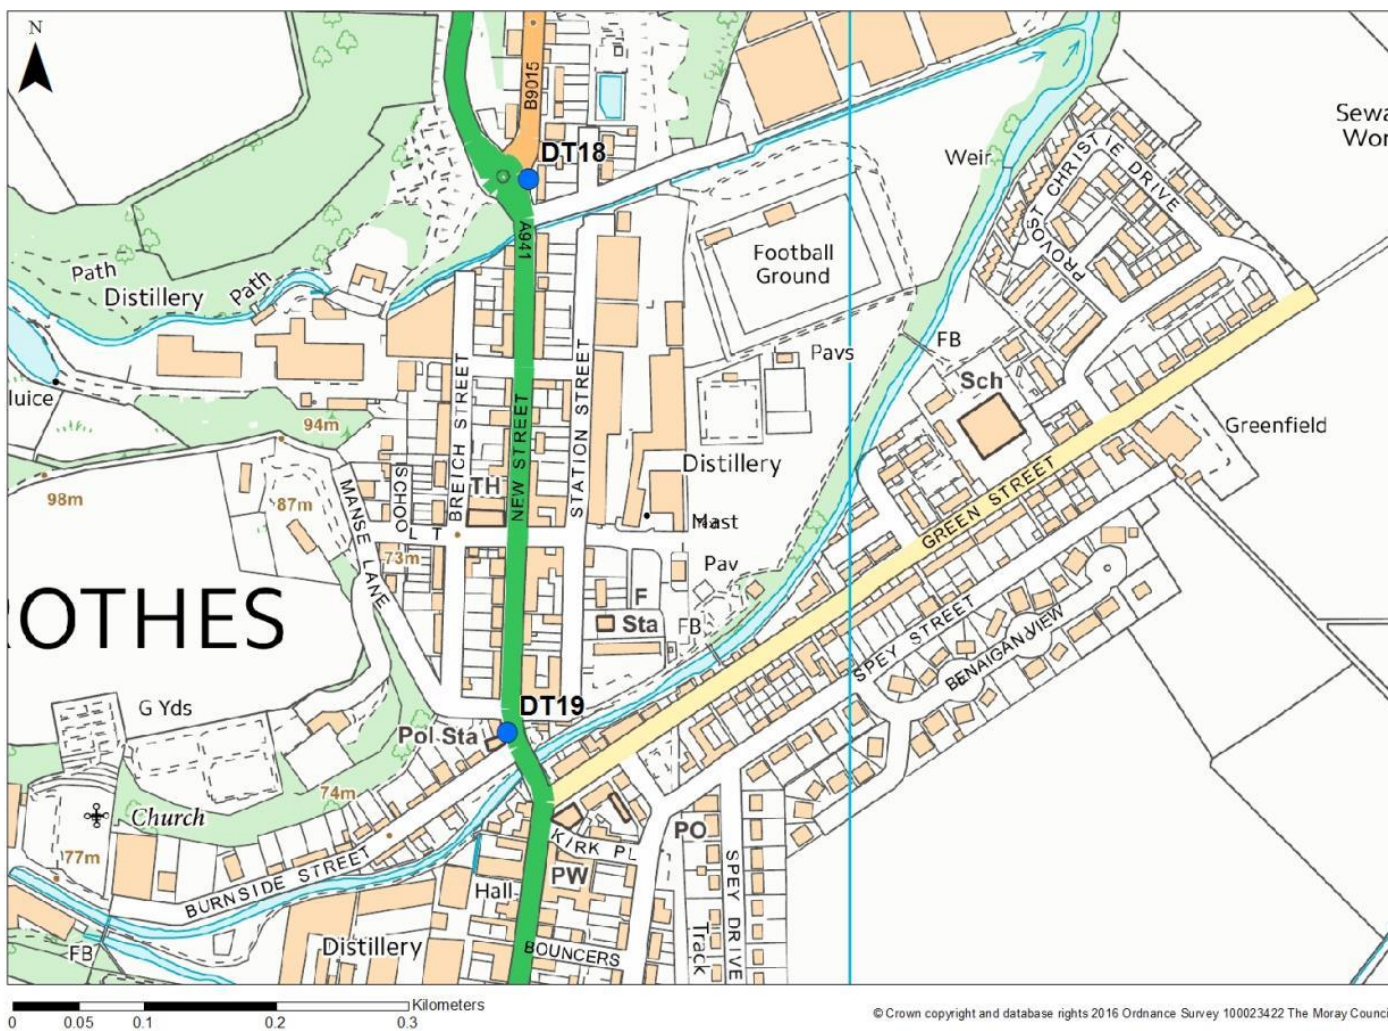 N
B9015
DT18
Sewa
Wor
Weir
PROVOST CHRISTIE DRIVE
A941
Path
Distillery
Path
Football
Ground
Pavs
FB
Sch
luice
94m
BREICH STREET
NEW STREET
STATION STREET
Greenfield
98m
87m
MANSE LANE
SCHOOL T
TH
Distillery
GREEN STREET
73m
Mast
Pav
ROTHES
F
Sta
FB
SPEY STREET
BENAIGAN VIEW
G Yds
DT19
Pol Sta
74m
Church
77m
BURNSIDE STREET
KIRK PL
PO
PW
Hall
SPEY DRIVE
FB
Distillery
BOUNCERS
Track
Kilometers
0 0.05 0.1 0.2 0.3
© Crown copyright and database rights 2016 Ordnance Survey 100023422 The Moray Counci